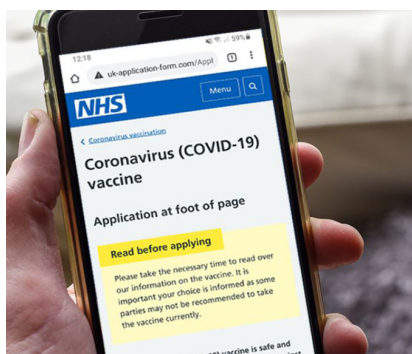 12:18
59%
uk-application-form.com/Appl
1
NHS
Menu
Coronavirus vaccination
Coronavirus (COVID-19)
vaccine
Application at foot of page
Read before applying
Please take the necessary time to read over
our information on the vaccine. It is
important your choice is informed as some
parties may not be recommended to take
the vaccine currently.
vaccine is safe and